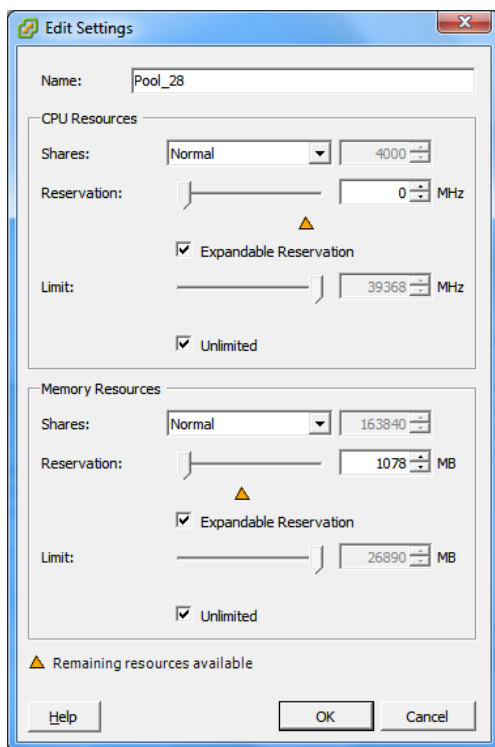 Edit Settings
Name: Pool_28
CPU Resources
Shares: Normal 4000
Reservation: 0 MHz
Expandable Reservation
Limit: 39368 MHz
Unlimited
Memory Resources
Shares: Normal 163840
Reservation: 1078 MB
Expandable Reservation
Limit: 26890 MB
Unlimited
Remaining resources available
Help OK Cancel